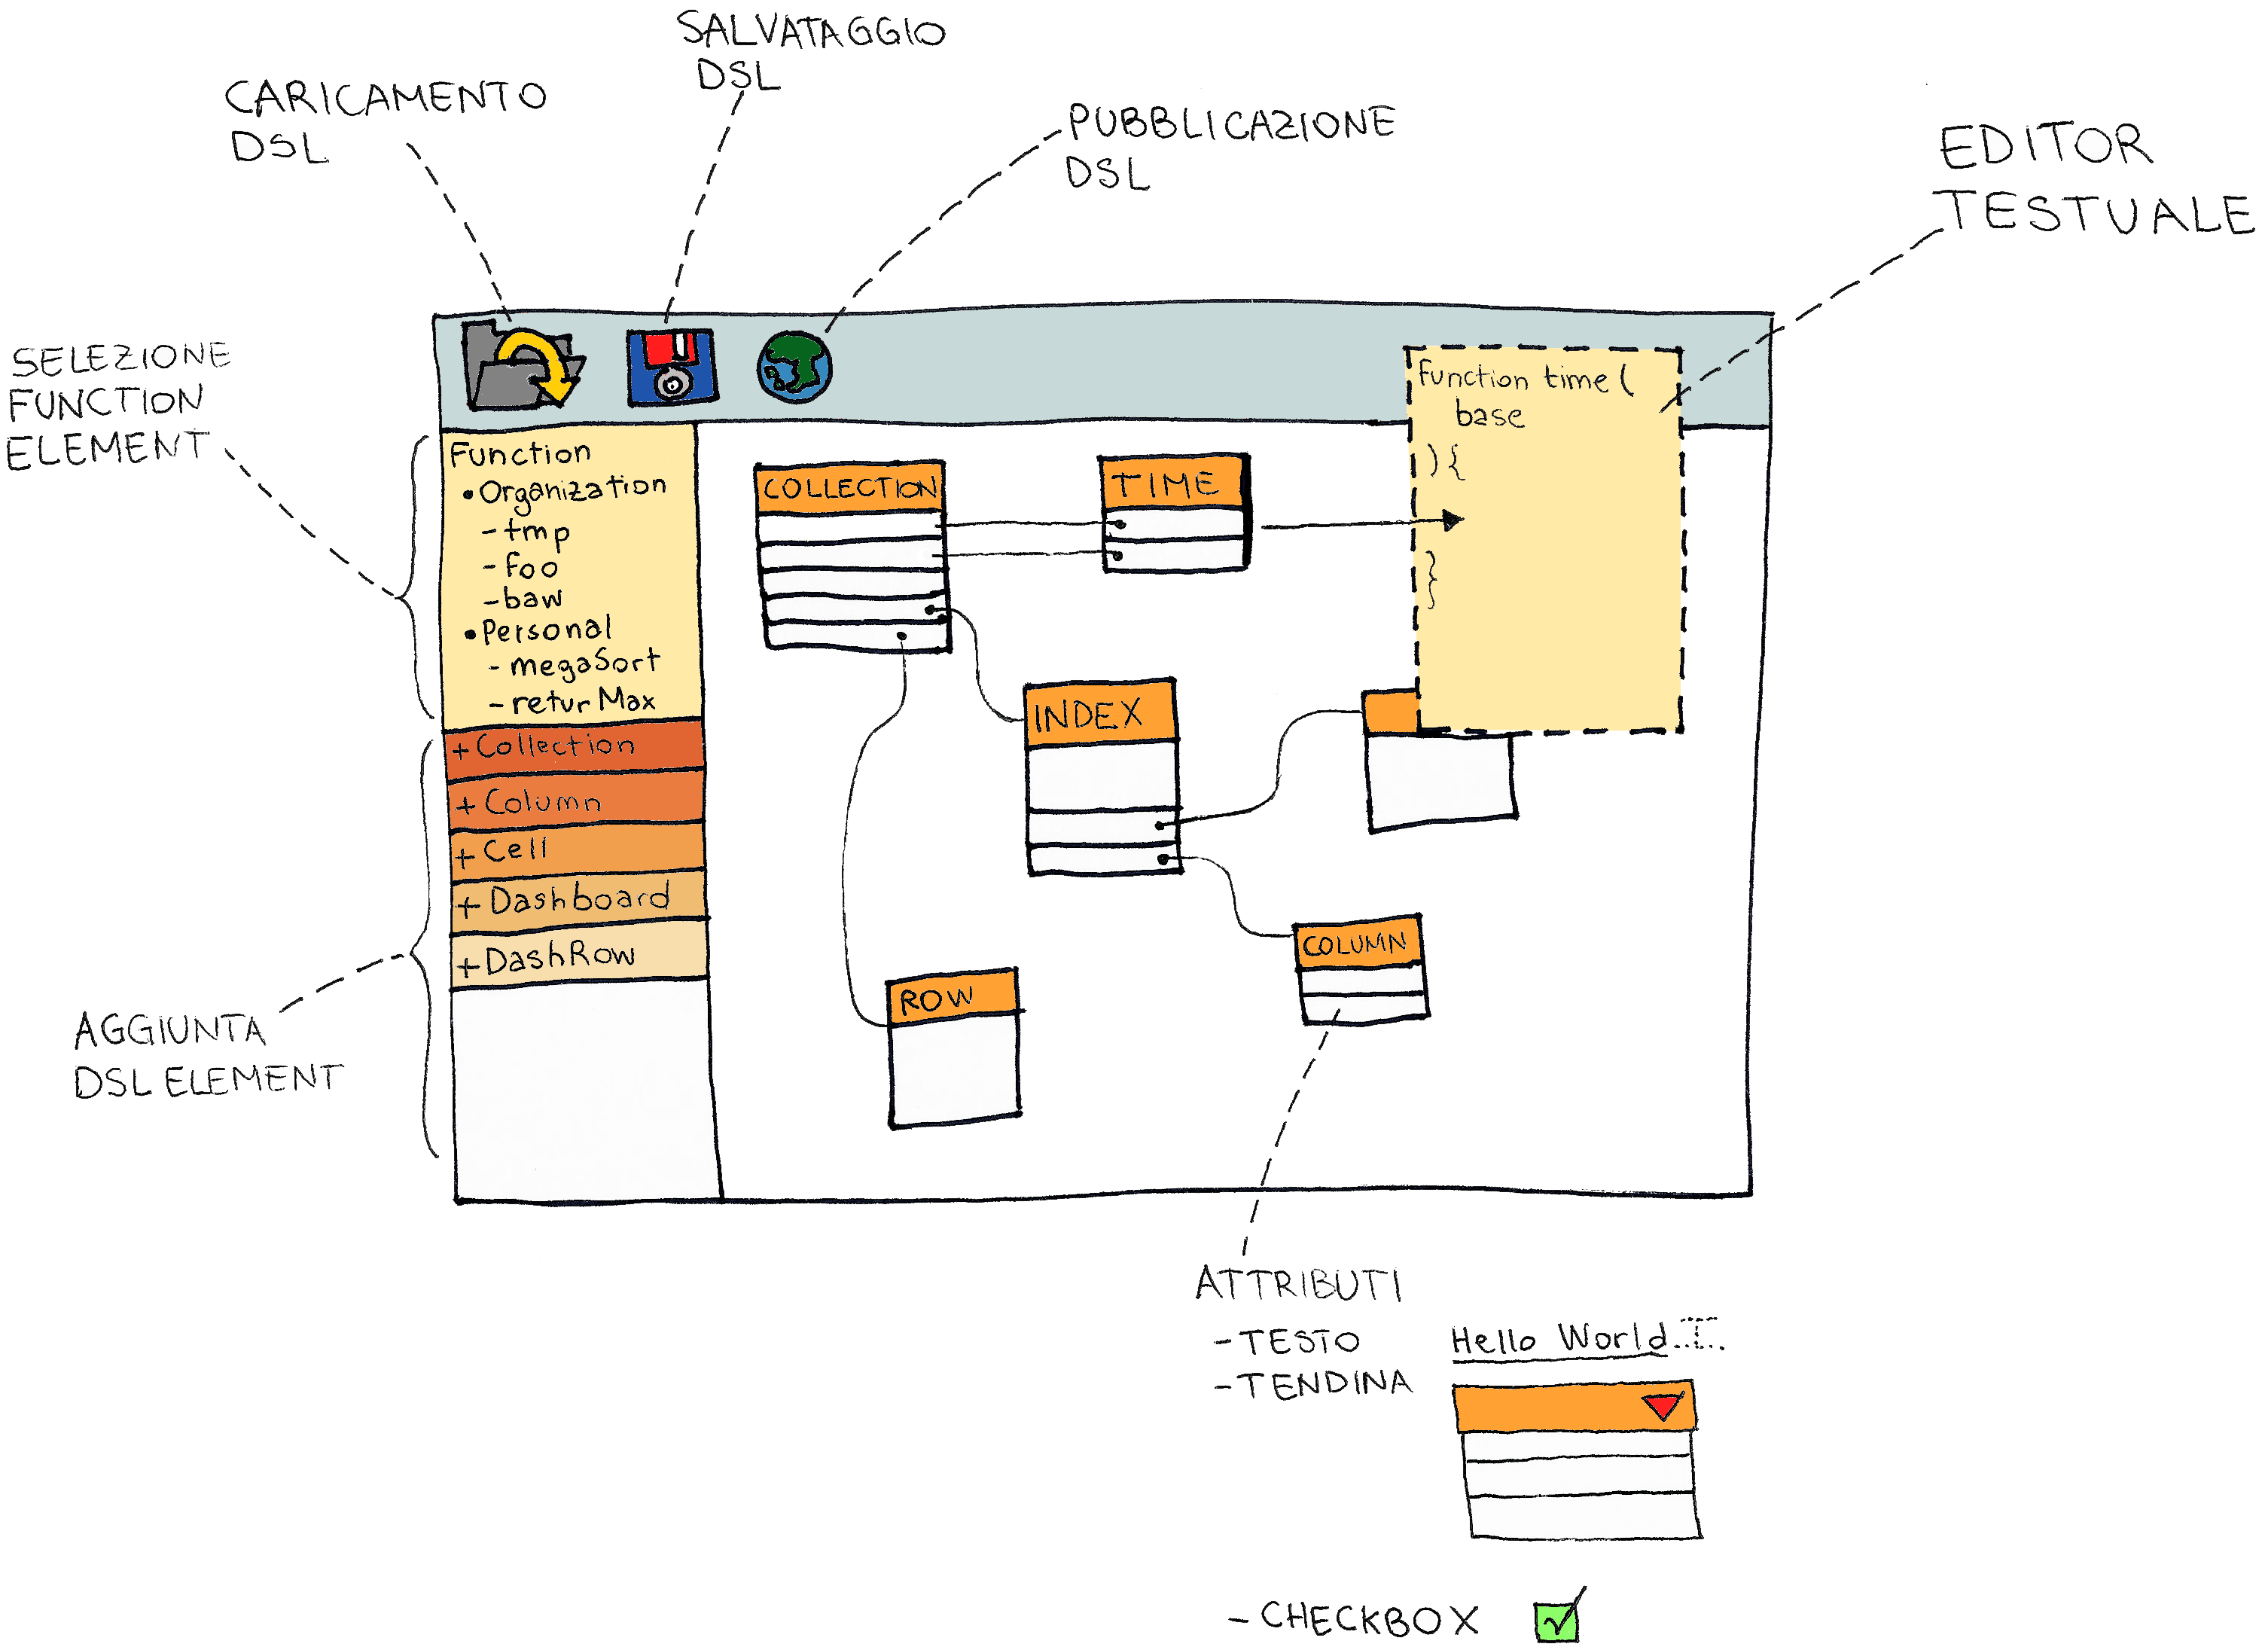 SALVATAGGIO
DSL
CARICAMENTO
DSL
PUBBLICAZIONE
DSL
EDITOR
TESTUALE
SELEZIONE
FUNCTION
ELEMENT
Function
•Organization
-tmp
-foo
-baw
•Personal
-megaSort
-returMax
+Collection
+Column
+Cell
+Dashboard
+DashRow
AGGIUNTA
DSL ELEMENT
COLLECTION
TIME
function time(
base
){
}
INDEX
COLUMN
ROW
ATTRIBUTI
-TESTO
Hello World
-TENDINA
-CHECKBOX